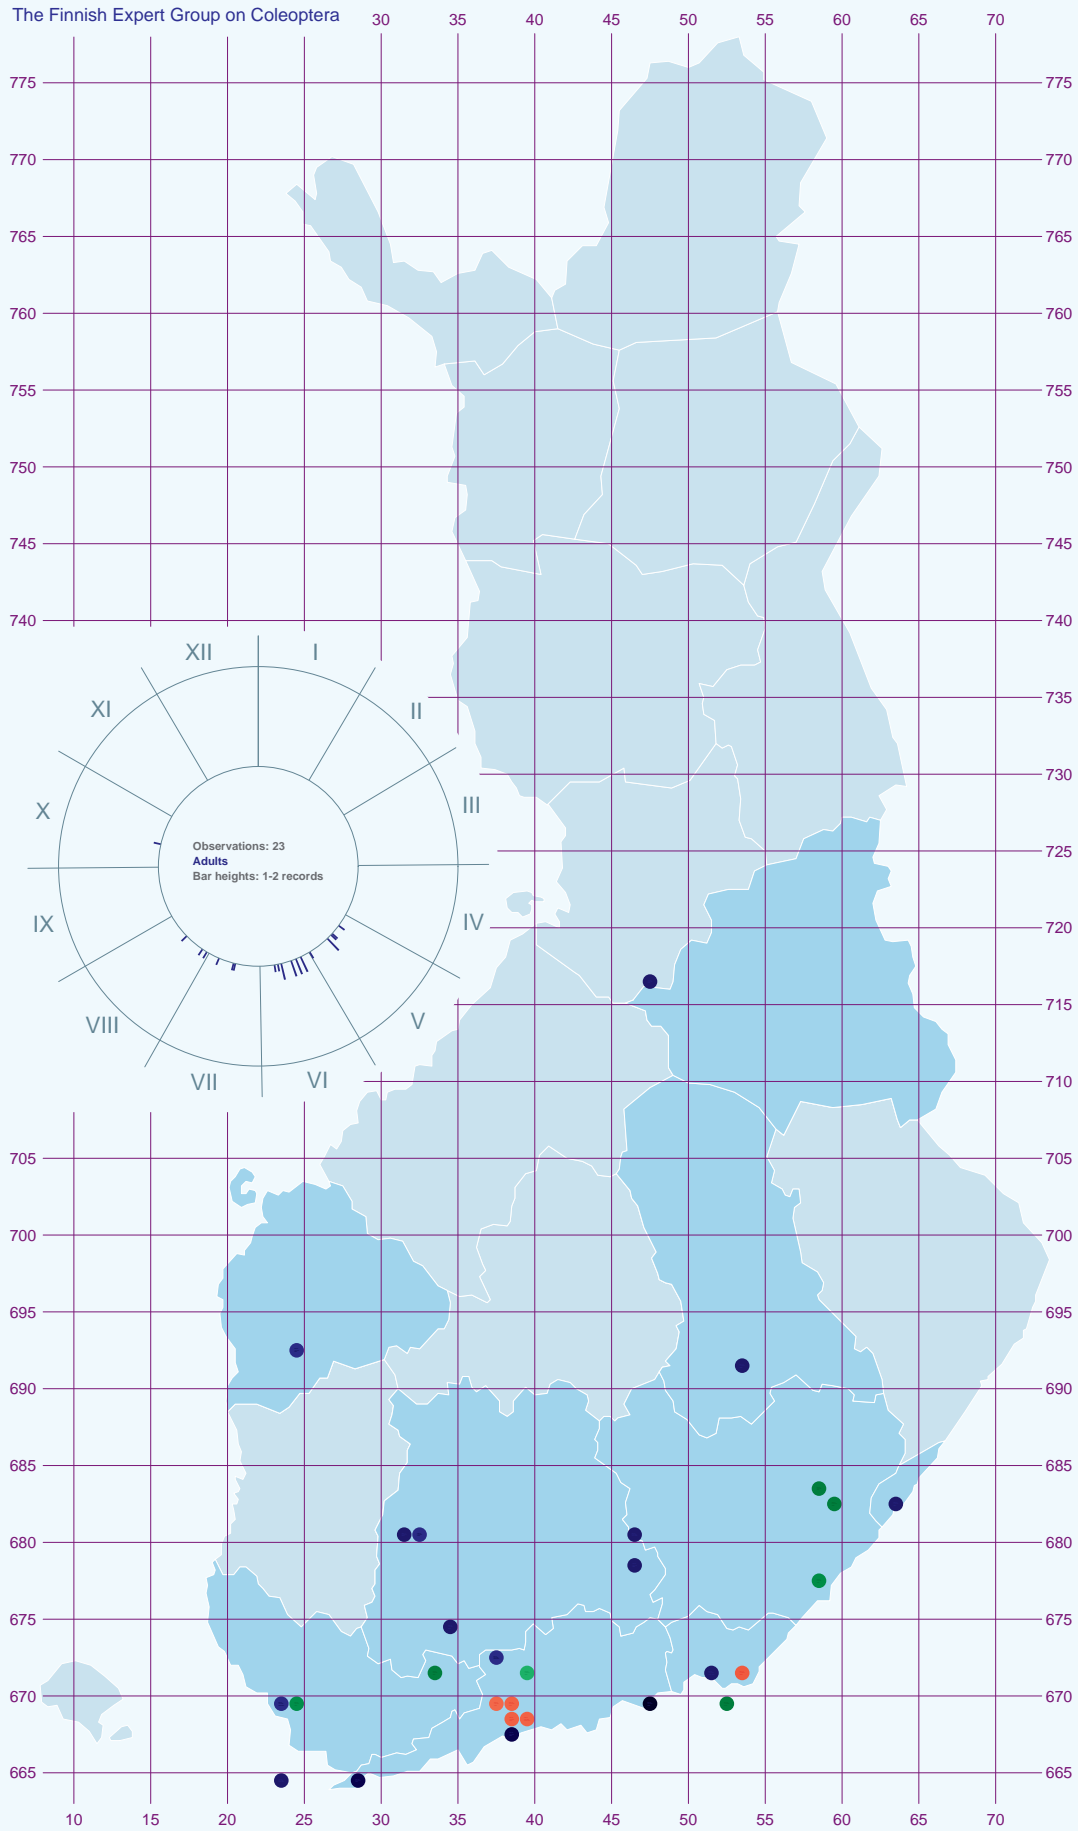 The Finnish Expert Group on Coleoptera
30 40 50 60 70
35 45 55 65
775 775
770 770
765 765
760 760
755 755
750 750
745 745
740 740
735
730
725
720
715
710
705 705
700 700
695 695
690 690
685 685
680 680
675 675
670 670
665 665
10 15 20 25 30 35 40 45 50 55 60 65 70
XII I
XI II
X III
IX IV
VIII V
VII VI
Observations: 23
Adults
Bar heights: 1-2 records